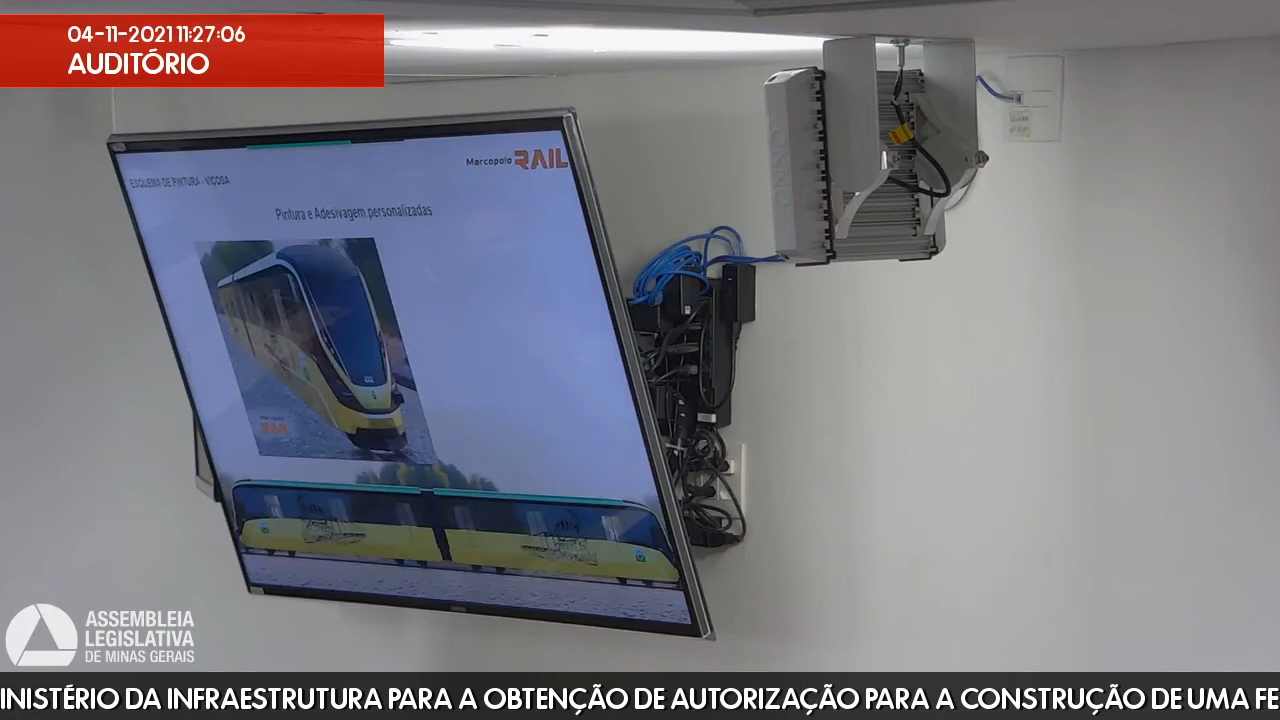 04-11-2021 11:27:06
AUDITÓRIO
Marcopolo RAIL
ESQUEMA DE PINTURA - VIÇOSA
Pintura e Adesivagem personalizadas
RAIL
ASSEMBLEIA
LEGISLATIVA
DE MINAS GERAIS
INISTÉRIO DA INFRAESTRUTURA PARA A OBTENÇÃO DE AUTORIZAÇÃO PARA A CONSTRUÇÃO DE UMA FE